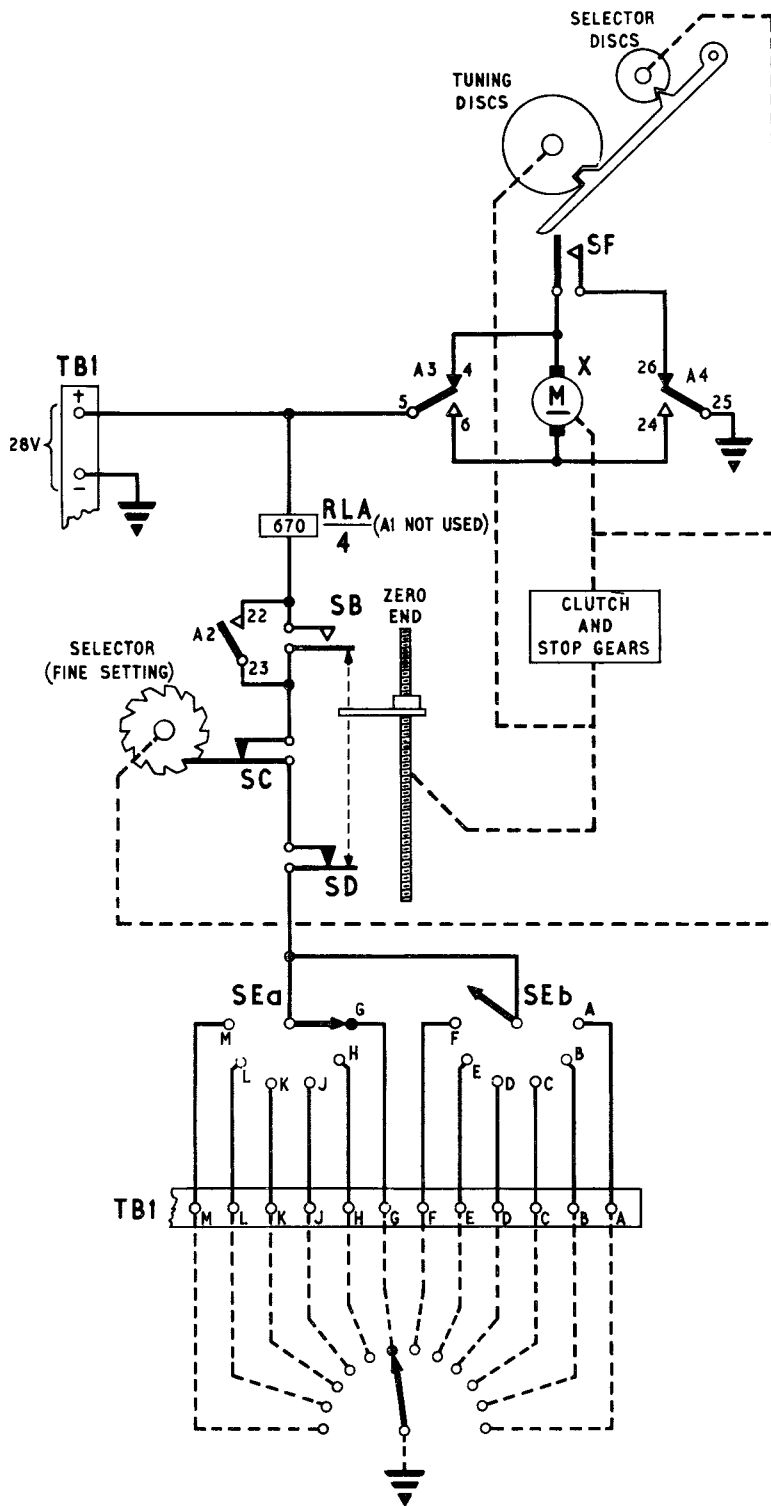 SELECTOR
DISCS
TUNING
DISCS
SF
TB1
+
28V
-
A3
4
5
6
X
M
26
A4
25
24
670
RLA
4
(A1 NOT USED)
22
A2
23
SB
ZERO
END
CLUTCH
AND
STOP GEARS
SELECTOR
(FINE SETTING)
SC
SD
SEa
G
SEb
A
M
H
F
B
L
E
K
J
D
C
TB1
M L K J H G F E D C B A